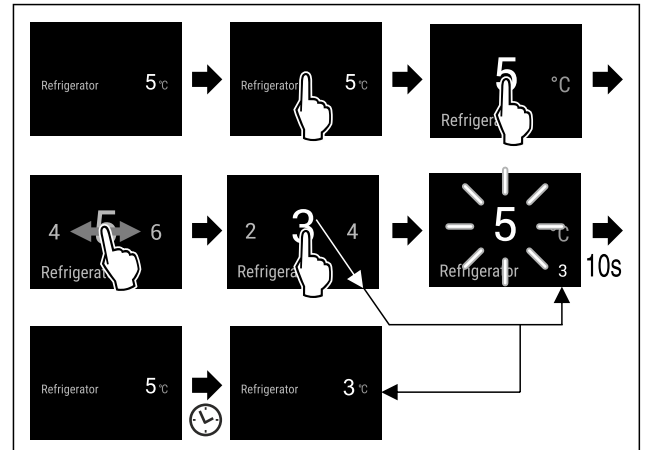 Refrigerator 5 °C
Refrigerator 5 °C
5 °C
Refriger
4 5 6
Refrigerat
2 3 4
Refrigera
5 °C
Refrigerator 3
10s
Refrigerator 5 °C
Refrigerator 3 °C